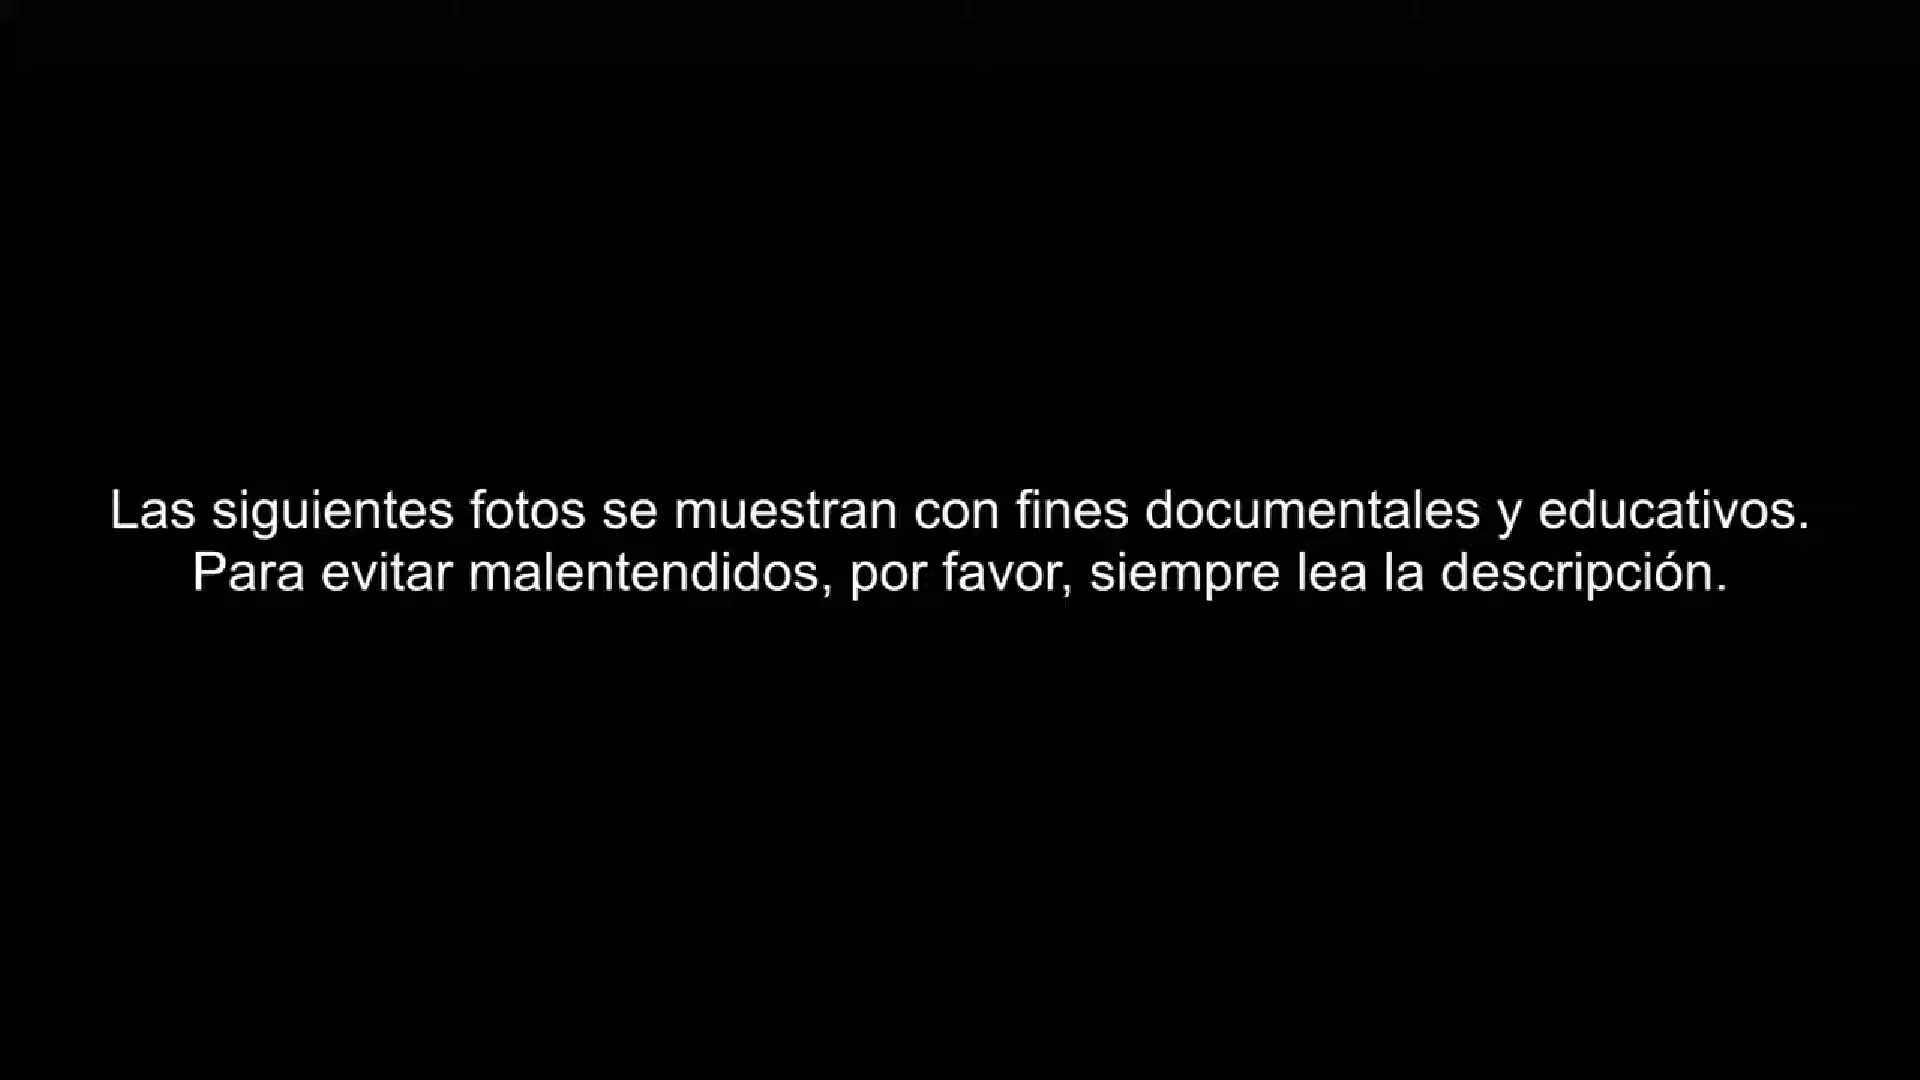 Las siguientes fotos se muestran con fines documentales y educativos.
Para evitar malentendidos, por favor, siempre lea la descripción.